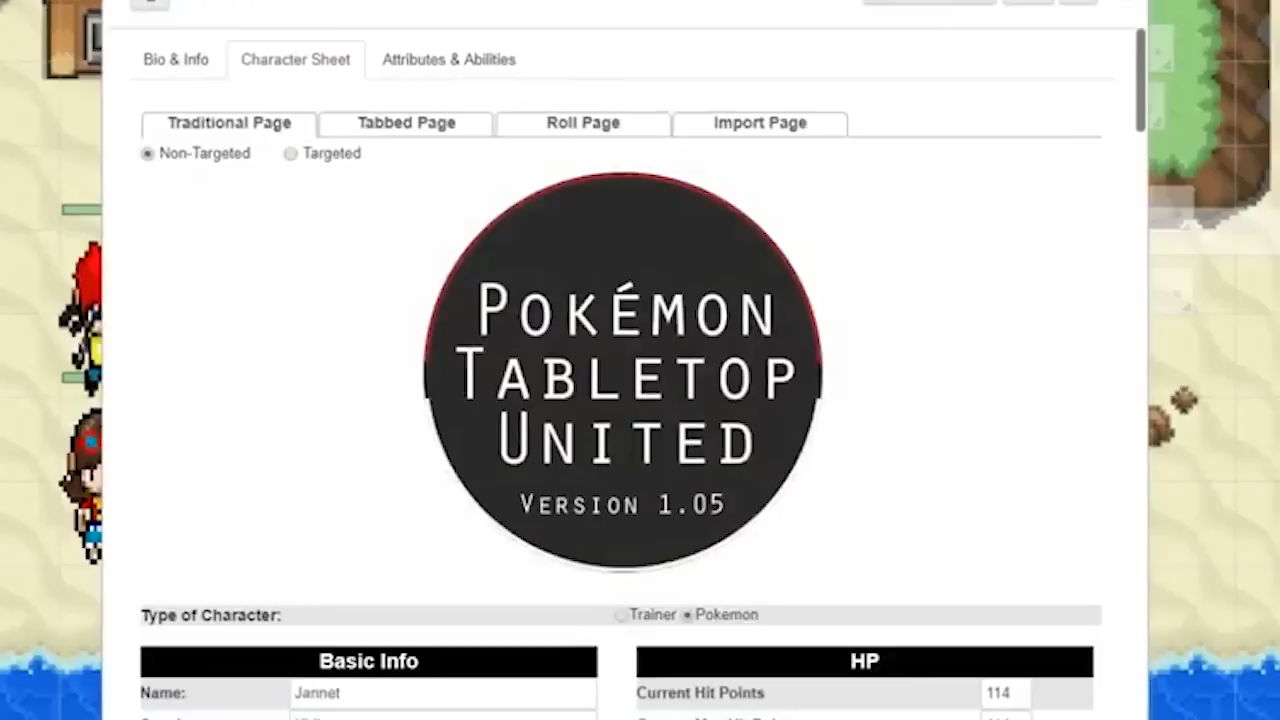 Bio & Info Character Sheet Attributes & Abilities
Traditional Page Tabbed Page Roll Page Import Page
Non-Targeted Targeted
POKÉMON
TABLETOP
UNITED
VERSION 1.05
Type of Character: Trainer Pokemon
Basic Info HP
Name: Jannet Current Hit Points 114